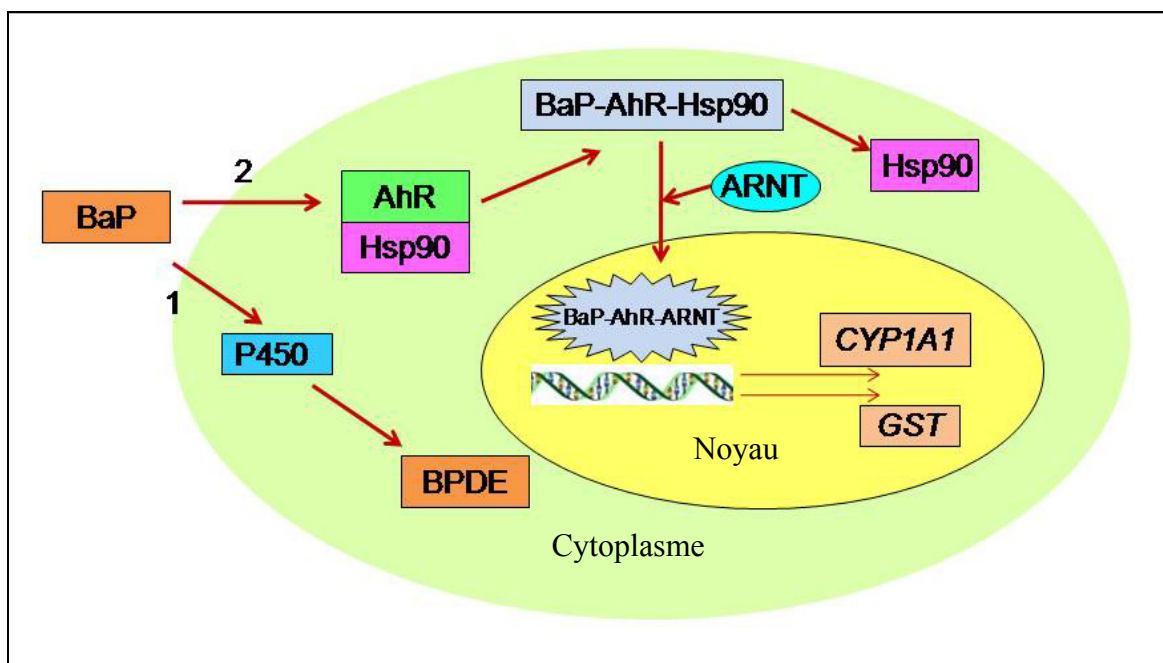 BaP-AhR-Hsp90
Hsp90
2
AhR
ARNT
BaP
Hsp90
1
BaP-AhR-ARNT
P450
CYP1A1
GST
Noyau
BPDE
Cytoplasme